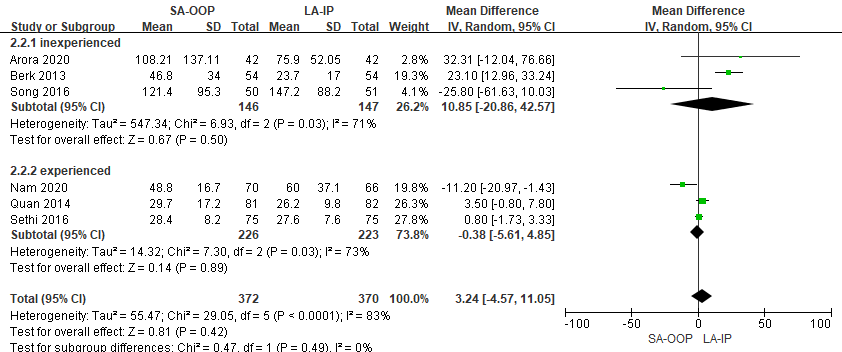 SA-OOP LA-IP Mean Difference Mean Difference
Study or Subgroup Mean SD Total Mean SD Total Weight IV, Random, 95% CI IV, Random, 95% CI
2.2.1 inexperienced
Arora 2020 108.21 137.11 42 75.9 52.05 42 2.8% 32.31 [-12.04, 76.66]
Berk 2013 46.8 34 54 23.7 17 54 19.3% 23.10 [12.96, 33.24]
Song 2016 121.4 95.3 50 147.2 88.2 51 4.1% -25.80 [-61.63, 10.03]
Subtotal (95% CI) 146 147 26.2% 10.85 [-20.86, 42.57]
Heterogeneity: Tau² = 547.34; Chi² = 6.93, df = 2 (P = 0.03); I² = 71%
Test for overall effect: Z = 0.67 (P = 0.50)
2.2.2 experienced
Nam 2020 48.8 16.7 70 60 37.1 66 19.8% -11.20 [-20.97, -1.43]
Quan 2014 29.7 17.2 81 26.2 9.8 82 26.3% 3.50 [-0.80, 7.80]
Sethi 2016 28.4 8.2 75 27.6 7.6 75 27.8% 0.80 [-1.73, 3.33]
Subtotal (95% CI) 226 223 73.8% -0.38 [-5.61, 4.85]
Heterogeneity: Tau² = 14.32; Chi² = 7.30, df = 2 (P = 0.03); I² = 73%
Test for overall effect: Z = 0.14 (P = 0.89)
Total (95% CI) 372 370 100.0% 3.24 [-4.57, 11.05]
Heterogeneity: Tau² = 55.47; Chi² = 29.05, df = 5 (P < 0.0001); I² = 83%
Test for overall effect: Z = 0.81 (P = 0.42)
Test for subgroup differences: Chi² = 0.47, df = 1 (P = 0.49), I² = 0%
-100 -50 0 50 100
SA-OOP LA-IP